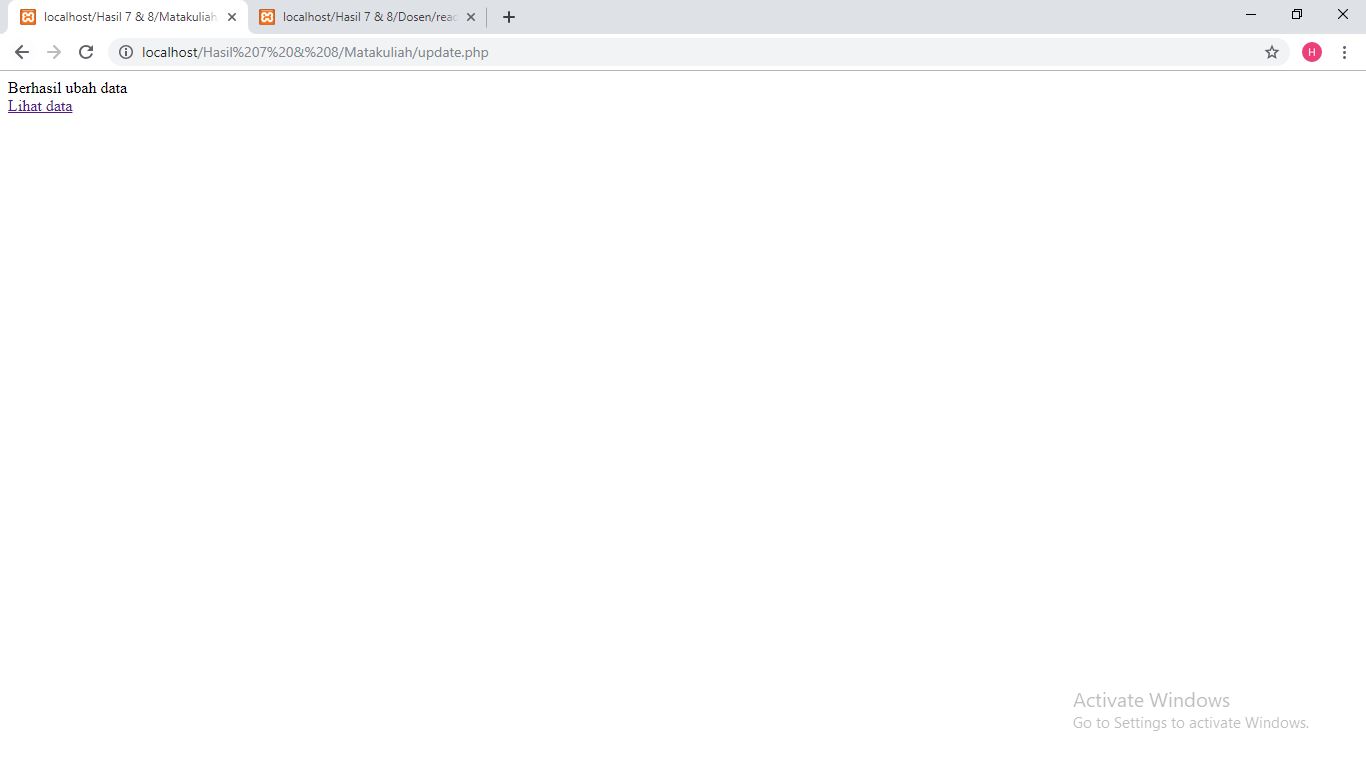 localhost/Hasil 7 & 8/Matakuliah
localhost/Hasil 7 & 8/Dosen/read
localhost/Hasil%207%20&%208/Matakuliah/update.php
H
Berhasil ubah data
Lihat data
Activate Windows
Go to Settings to activate Windows.